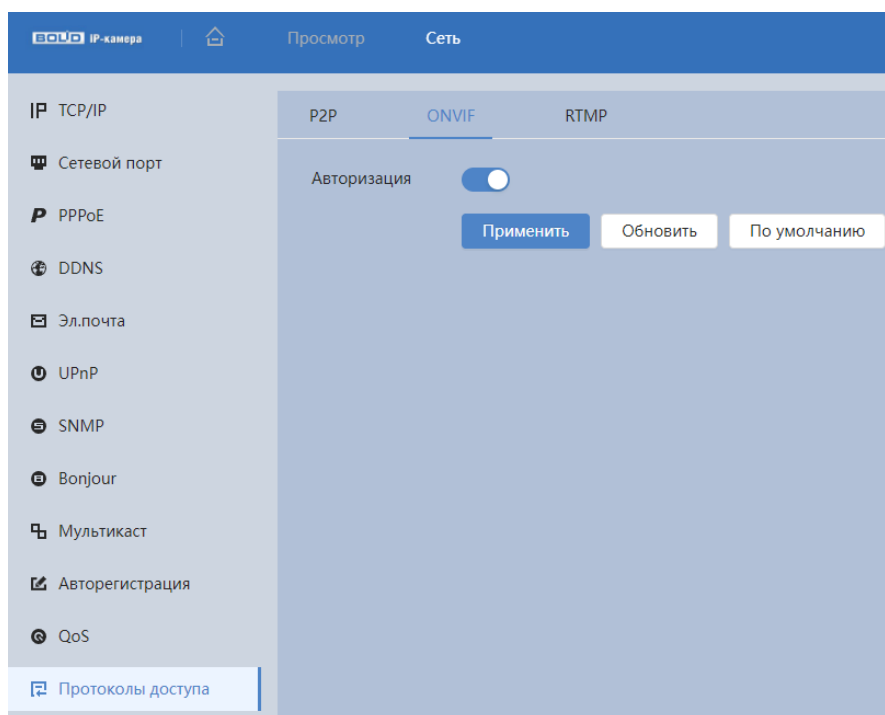 BOLID IP-камера Просмотр Сеть
TCP/IP
Сетевой порт
PPPoE
DDNS
Эл.почта
UPnP
SNMP
Bonjour
Мультикаст
Авторегистрация
QoS
Протоколы доступа
P2P ONVIF RTMP
Авторизация
Применить Обновить По умолчанию